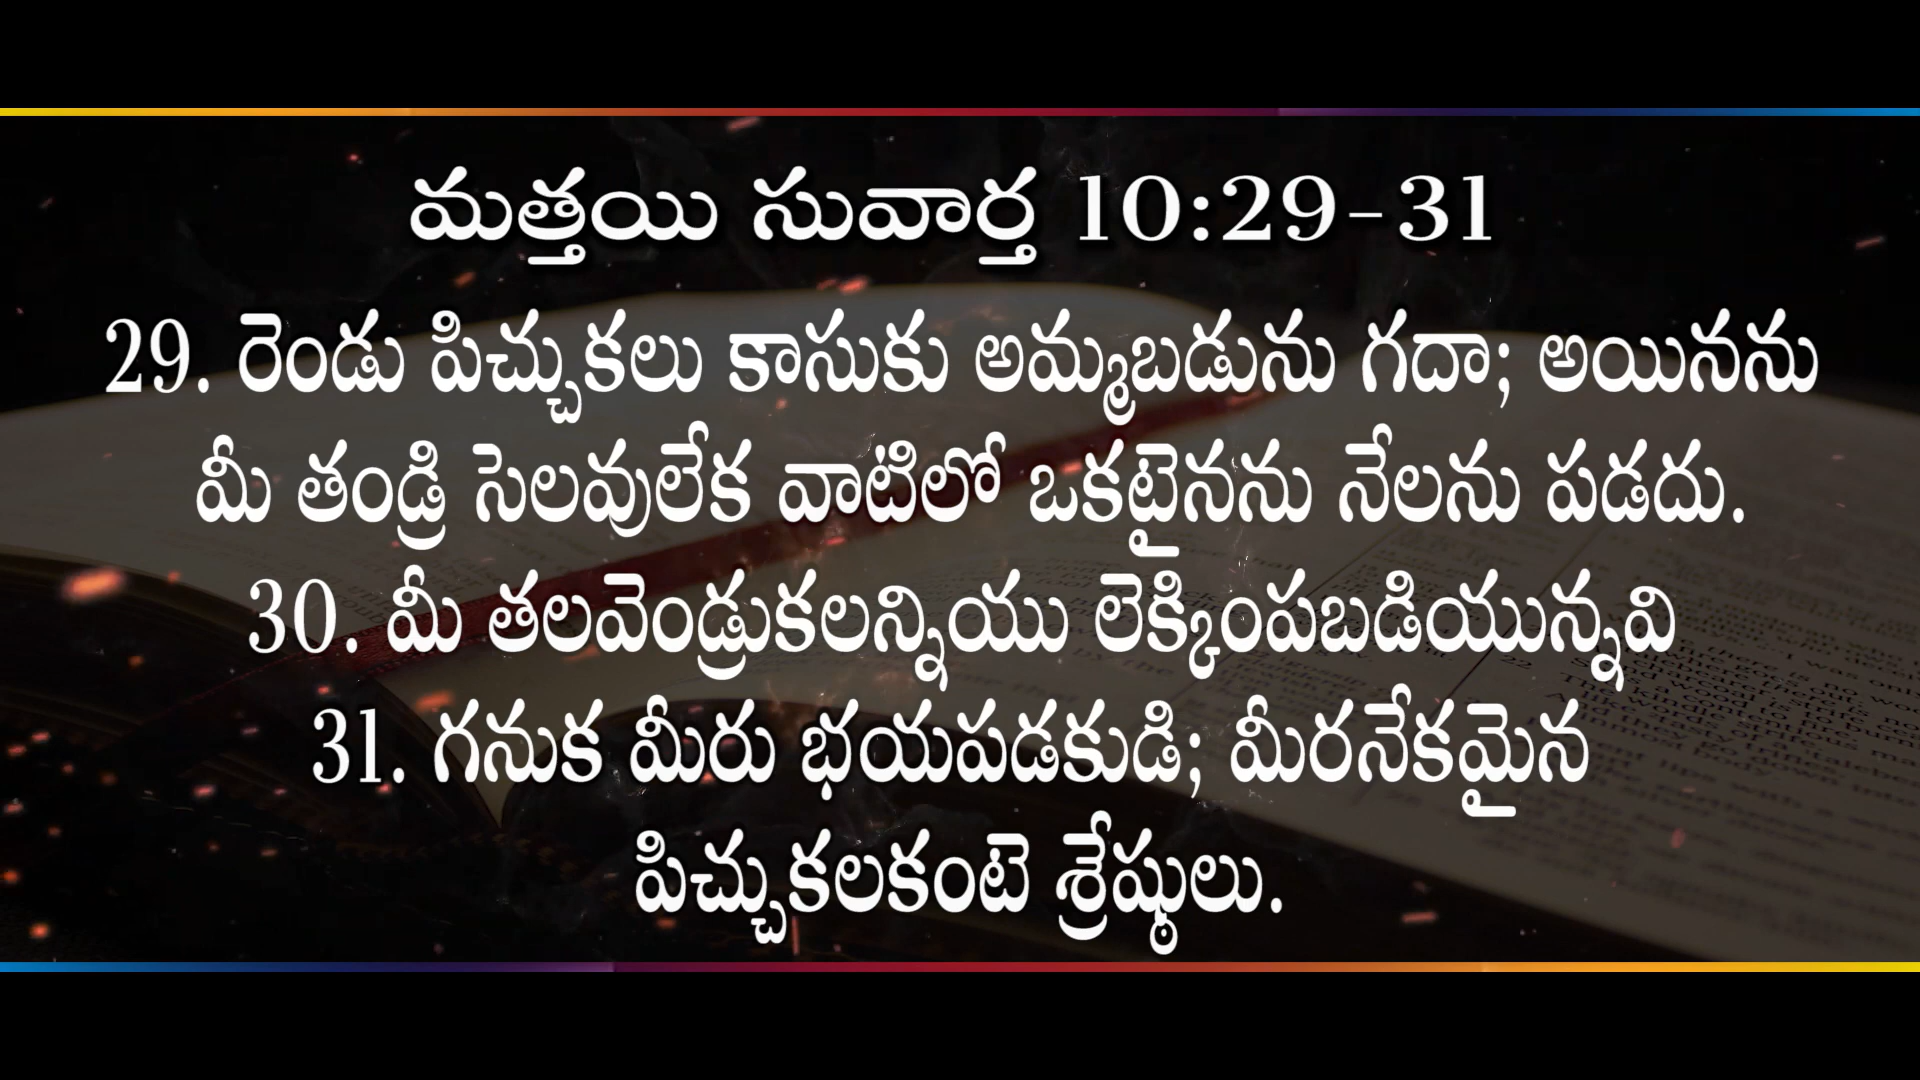 మత్తయి సువార్త 10:29-31
29. రెండు పిచ్చుకలు కాసుకు అమ్మబడును గదా; అయినను
మీ తండ్రి సెలవులేక వాటిలో ఒకటైనను నేలను పడదు.
30. మీ తలవెండ్రుకలన్నియు లెక్కింపబడియున్నవి
31. గనుక మీరు భయపడకుడి; మీరనేకమైన
పిచ్చుకలకంటె శ్రేష్ఠులు.